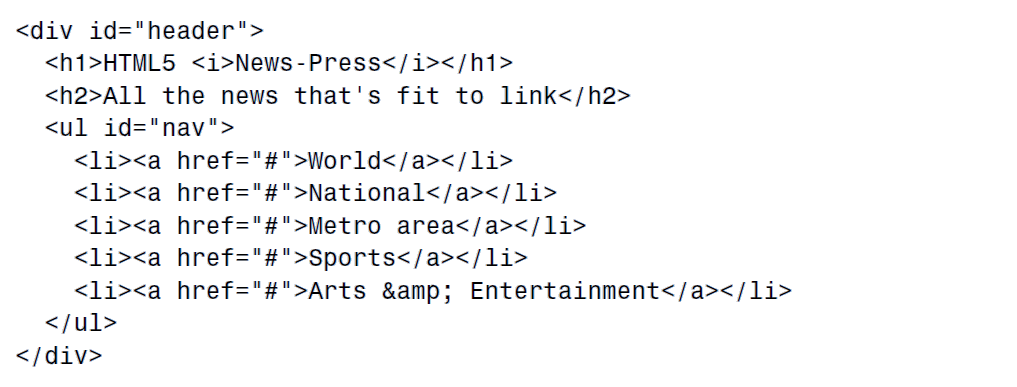 <div id="header">
  <h1>HTML5 <i>News-Press</i></h1>
  <h2>All the news that's fit to link</h2>
  <ul id="nav">
    <li><a href="#">World</a></li>
    <li><a href="#">National</a></li>
    <li><a href="#">Metro area</a></li>
    <li><a href="#">Sports</a></li>
    <li><a href="#">Arts &amp; Entertainment</a></li>
  </ul>
</div>